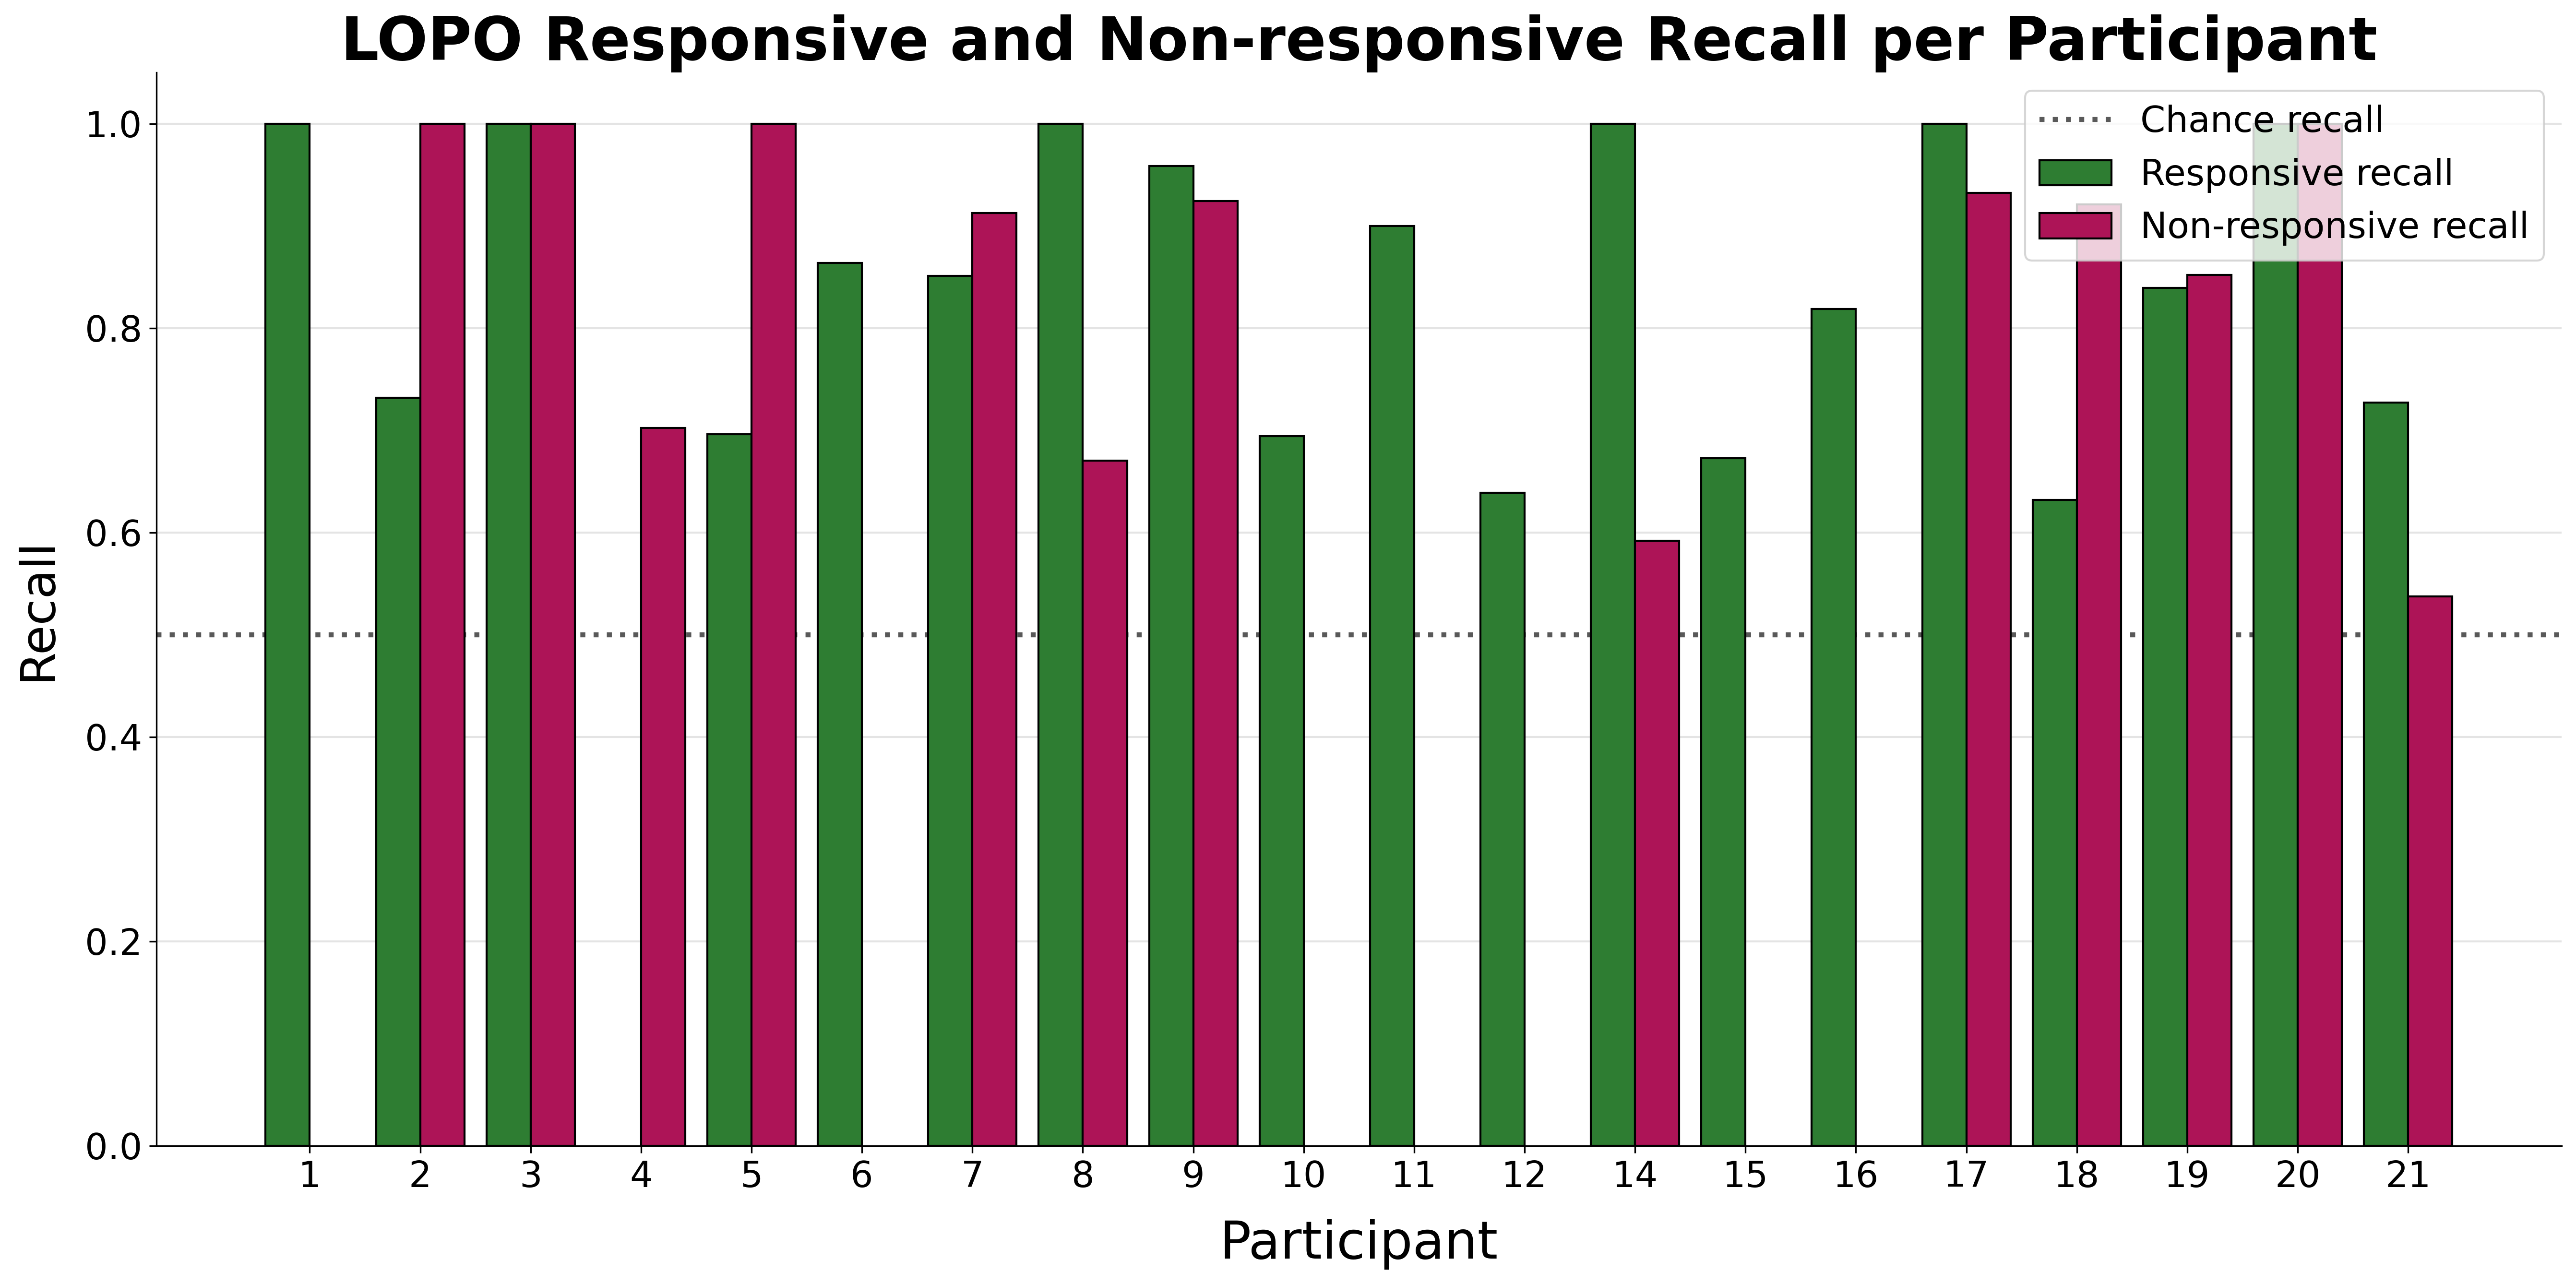 LOPO Responsive and Non-responsive Recall per Participant
Chance recall
Responsive recall
Non-responsive recall
Recall
1.0
0.8
0.6
0.4
0.2
0.0
1 2 3 4 5 6 7 8 9 10 11 12 14 15 16 17 18 19 20 21
Participant